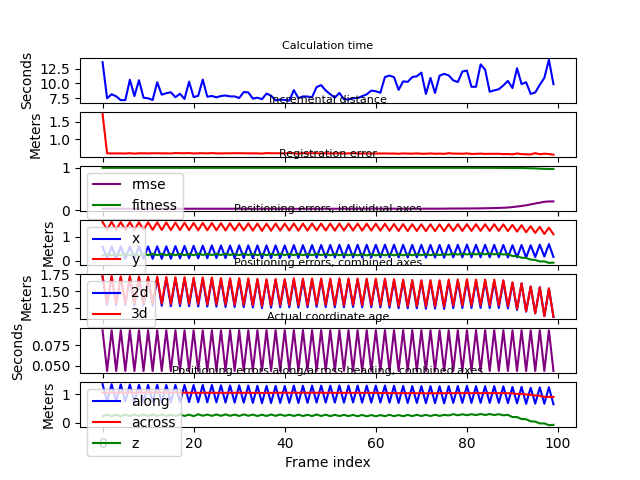 Calculation time
12.5
10.0
7.5
Seconds
Incremental distance
1.5
1.0
Meters
Registration error
1
0
rmse
fitness
Positioning errors, individual axes
1
0
Meters
x
y
Positioning errors, combined axes
1.75
1.50
1.25
Meters
2d
3d
Actual coordinate age
0.075
0.050
Seconds
Positioning errors along/across heading, combined axes
1
0
Meters
along
across
z
0 20 40 60 80 100
Frame index